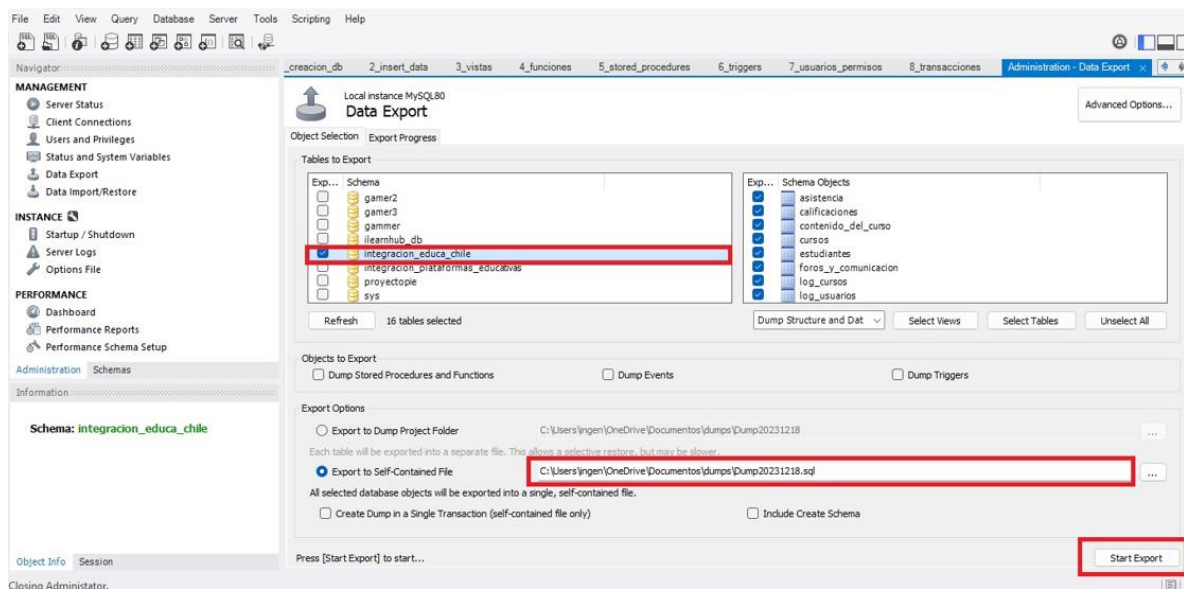 File Edit View Query Database Server Tools Scripting Help
Navigator
MANAGEMENT
Server Status
Client Connections
Users and Privileges
Status and System Variables
Data Export
Data Import/Restore
INSTANCE
Startup / Shutdown
Server Logs
Options File
PERFORMANCE
Dashboard
Performance Reports
Performance Schema Setup
Administration Schemas
Information
Schema: integracion_educa_chile
Object Info Session
Closing Administator.
_creacion_db 2_insert_data 3_vistas 4_funciones 5_stored_procedures 6_triggers 7_usuarios_permisos 8_transacciones Administration - Data Export
Local instance MySQL80
Data Export
Advanced Options...
Object Selection Export Progress
Tables to Export
Exp... Schema
gamer2
gamer3
gammer
ilearnhub_db
integracion_educa_chile
integracion_plataformas_educativas
proyectopie
sys
Exp... Schema Objects
asistencia
calificaciones
contenido_del_curso
cursos
estudiantes
foros_y_comunicacion
log_cursos
log_usuarios
Refresh 16 tables selected Dump Structure and Dat Select Views Select Tables Unselect All
Objects to Export
Dump Stored Procedures and Functions Dump Events Dump Triggers
Export Options
Export to Dump Project Folder C:\Users\ingen\OneDrive\Documentos\dumps\Dump20231218 ...
Each table will be exported into a separate file. This allows a selective restore, but may be slower.
Export to Self-Contained File C:\Users\ingen\OneDrive\Documentos\dumps\Dump20231218.sql ...
All selected database objects will be exported into a single, self-contained file.
Create Dump in a Single Transaction (self-contained file only) Include Create Schema
Press [Start Export] to start...
Start Export